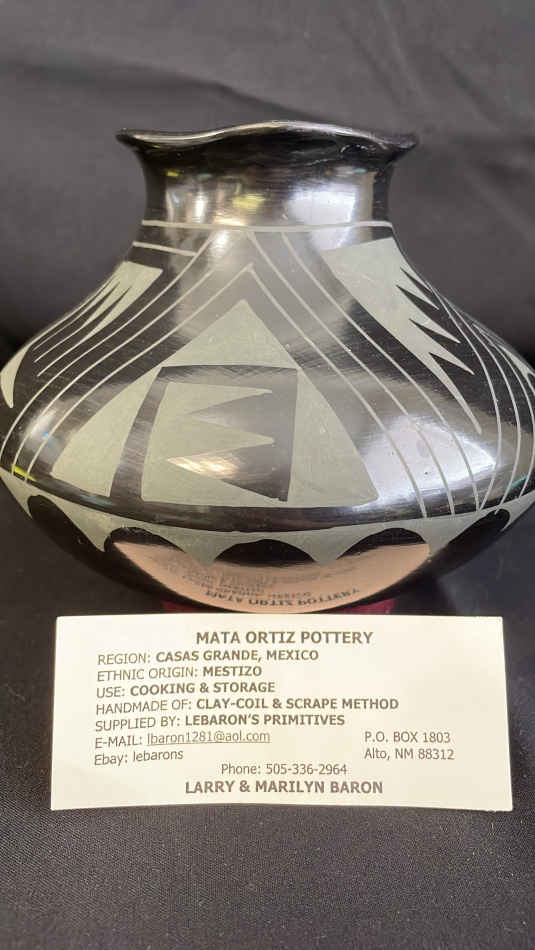 MATA ORTIZ POTTERY
REGION: CASAS GRANDE, MEXICO
ETHNIC ORIGIN: MESTIZO
USE: COOKING & STORAGE
HANDMADE OF: CLAY-COIL & SCRAPE METHOD
SUPPLIED BY: LEBARON'S PRIMITIVES
E-MAIL: lbaron1281@aol.com P.O. BOX 1803
Ebay: lebarons Alto, NM 88312
Phone: 505-336-2964
LARRY & MARILYN BARON